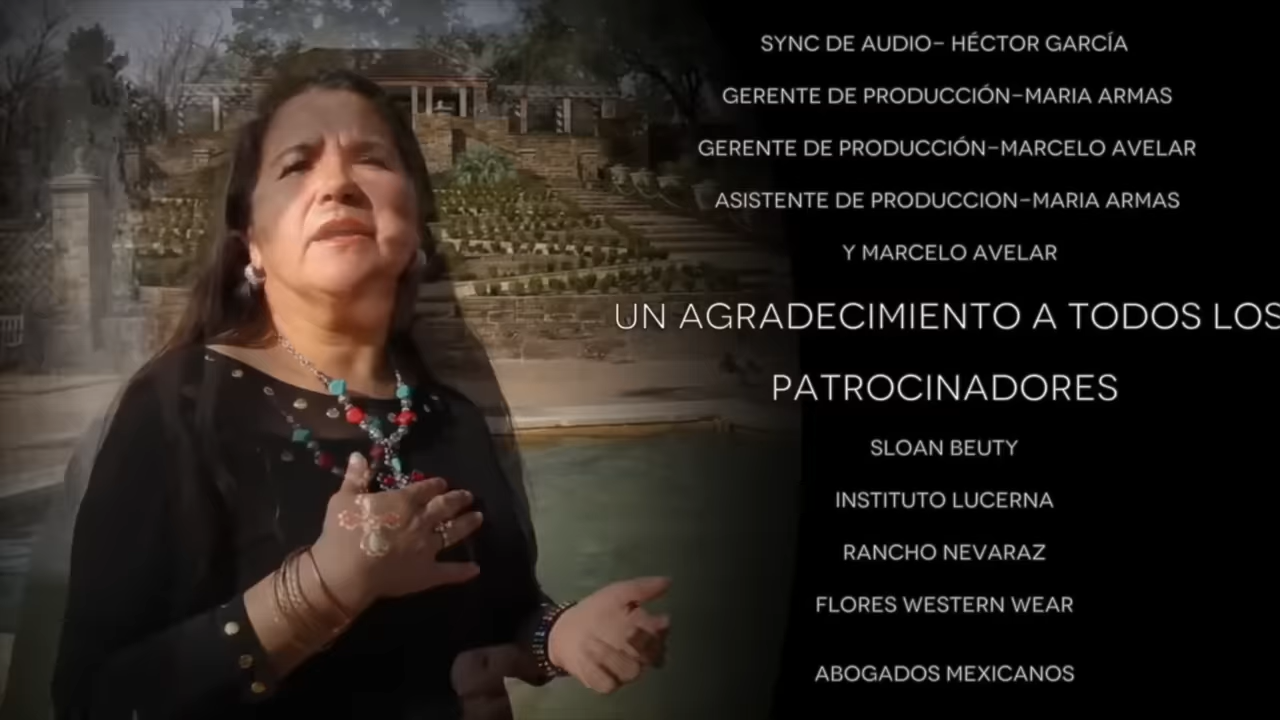 SYNC DE AUDIO- HÉCTOR GARCÍA
GERENTE DE PRODUCCIÓN-MARIA ARMAS
GERENTE DE PRODUCCIÓN-MARCELO AVELAR
ASISTENTE DE PRODUCCION-MARIA ARMAS
Y MARCELO AVELAR
UN AGRADECIMIENTO A TODOS LOS
PATROCINADORES
SLOAN BEUTY
INSTITUTO LUCERNA
RANCHO NEVARAZ
FLORES WESTERN WEAR
ABOGADOS MEXICANOS